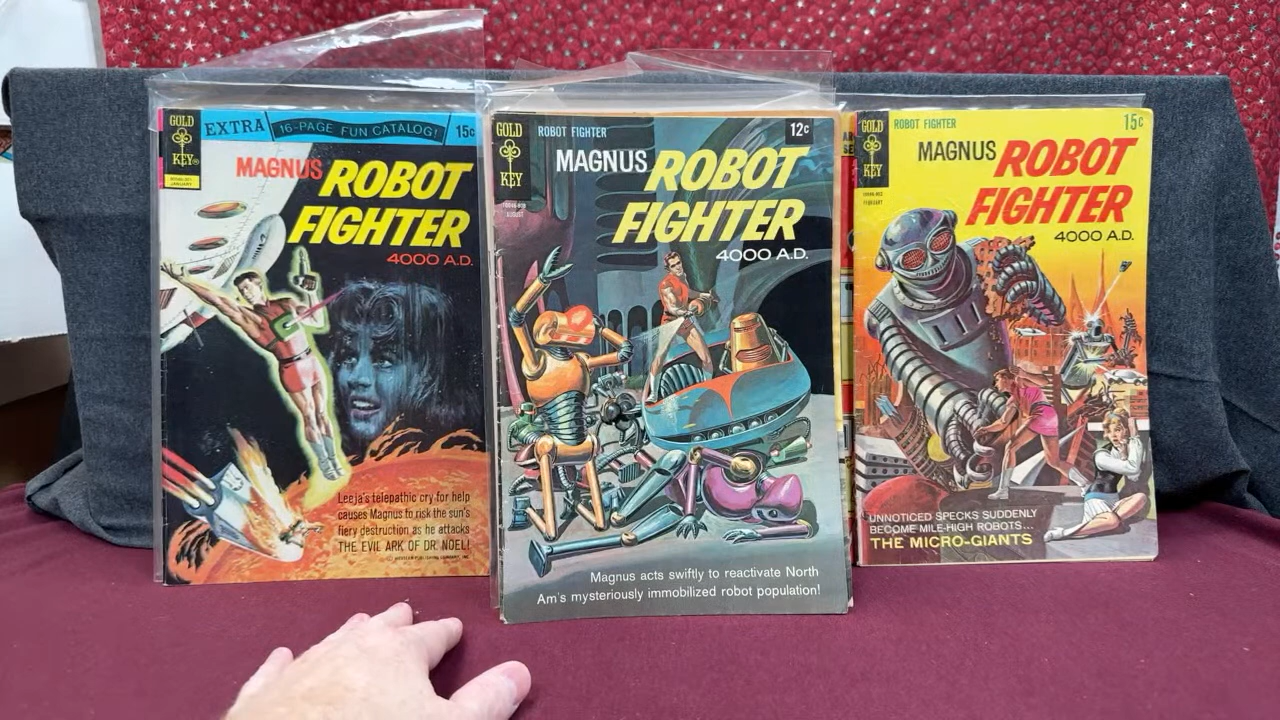 GOLD
KEY
EXTRA
16-PAGE FUN CATALOG!
15¢
JANUARY
MAGNUS
ROBOT
FIGHTER
4000 A.D.
Leeja's telepathic cry for help
causes Magnus to risk the sun's
fiery destruction as he attacks
THE EVIL ARK OF DR. NOEL!
GOLD
KEY
ROBOT FIGHTER
12¢
AUGUST
MAGNUS
ROBOT
FIGHTER
4000 A.D.
Magnus acts swiftly to reactivate North
Am's mysteriously immobilized robot population!
GOLD
KEY
ROBOT FIGHTER
15¢
FEBRUARY
MAGNUS
ROBOT
FIGHTER
4000 A.D.
UNNOTICED SPECKS SUDDENLY
BECOME MILE-HIGH ROBOTS...
THE MICRO-GIANTS